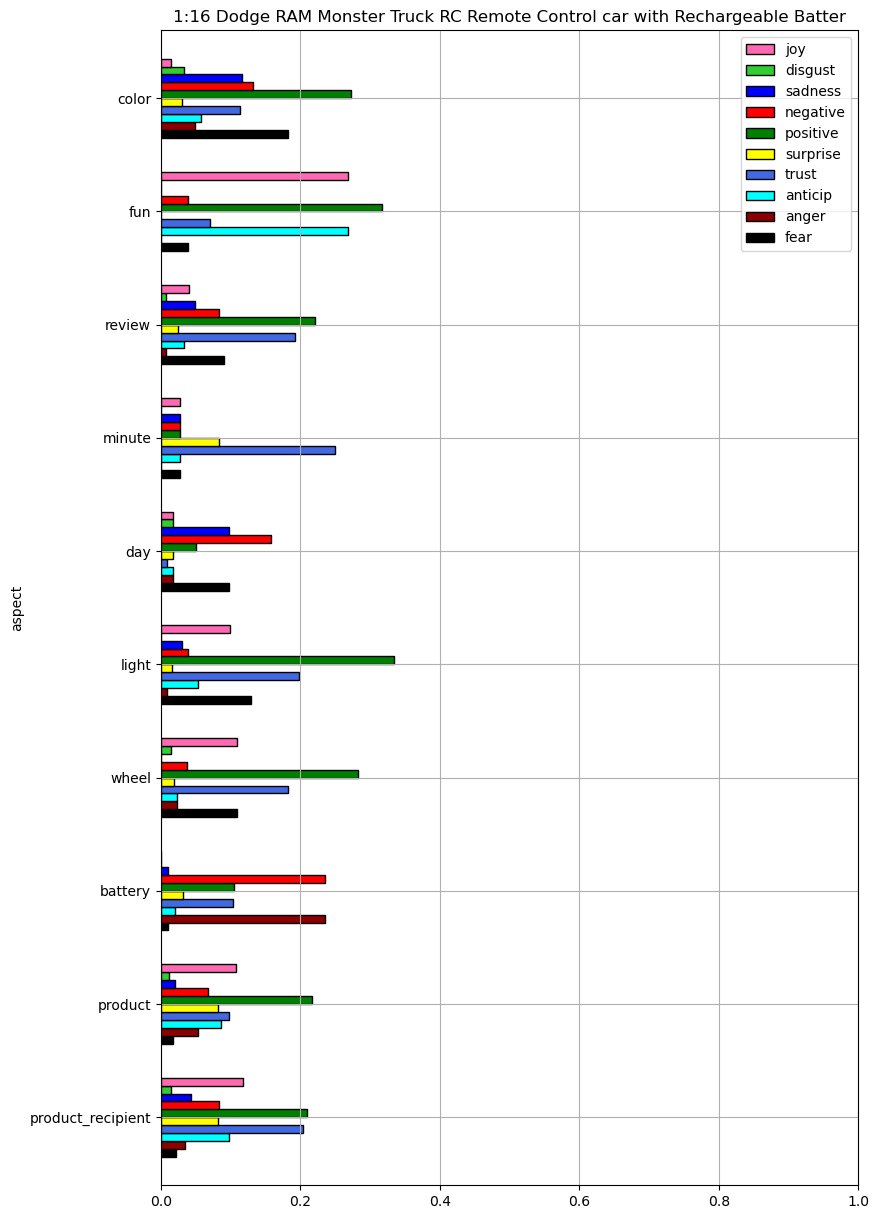 1:16 Dodge RAM Monster Truck RC Remote Control car with Rechargeable Batter
joy
disgust
sadness
negative
positive
surprise
trust
anticip
anger
fear
color
fun
review
minute
day
light
wheel
battery
product
product_recipient
aspect
0.0 0.2 0.4 0.6 0.8 1.0